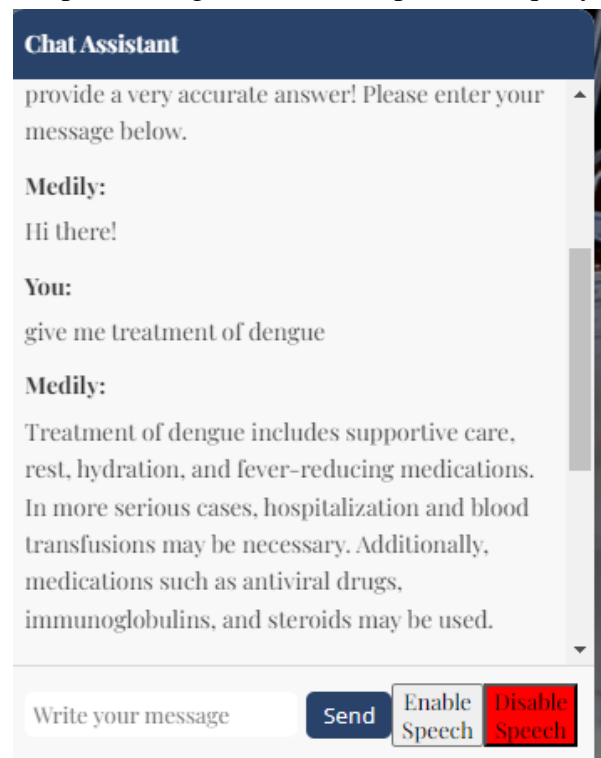 Chat Assistant
provide a very accurate answer! Please enter your
message below.
Medily:
Hi there!
You:
give me treatment of dengue
Medily:
Treatment of dengue includes supportive care,
rest, hydration, and fever-reducing medications.
In more serious cases, hospitalization and blood
transfusions may be necessary. Additionally,
medications such as antiviral drugs,
immunoglobulins, and steroids may be used.
Write your message
Send
Enable
Speech
Disable
Speech